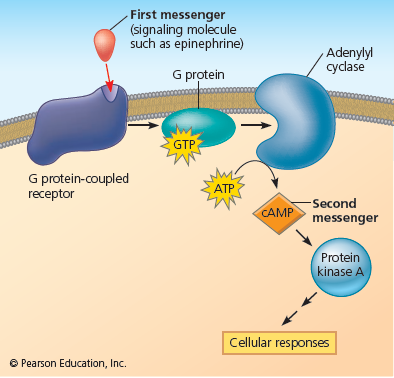 First messenger
(signaling molecule
such as epinephrine)
Adenylyl
cyclase
G protein
GTP
G protein-coupled
receptor
ATP
cAMP
Second
messenger
Protein
kinase A
Cellular responses
© Pearson Education, Inc.